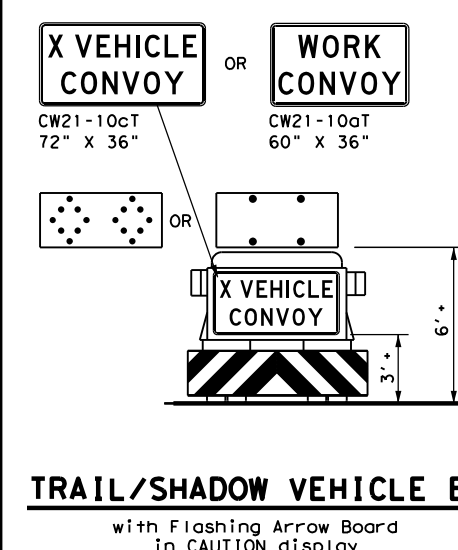 X VEHICLE
CONVOY
OR
WORK
CONVOY
CW21-10cT
72" X 36"
CW21-10aT
60" X 36"
OR
X VEHICLE
CONVOY
6'+
3'+
TRAIL/SHADOW VEHICLE B
with Flashing Arrow Board
in CAUTION display